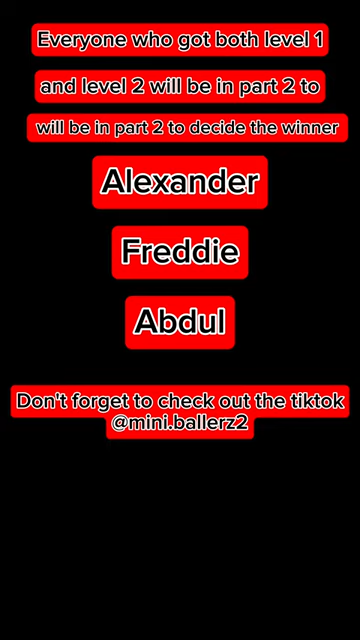 Everyone who got both level 1
and level 2 will be in part 2 to
will be in part 2 to decide the winner
Alexander
Freddie
Abdul
Don't forget to check out the tiktok
@mini.ballerz2